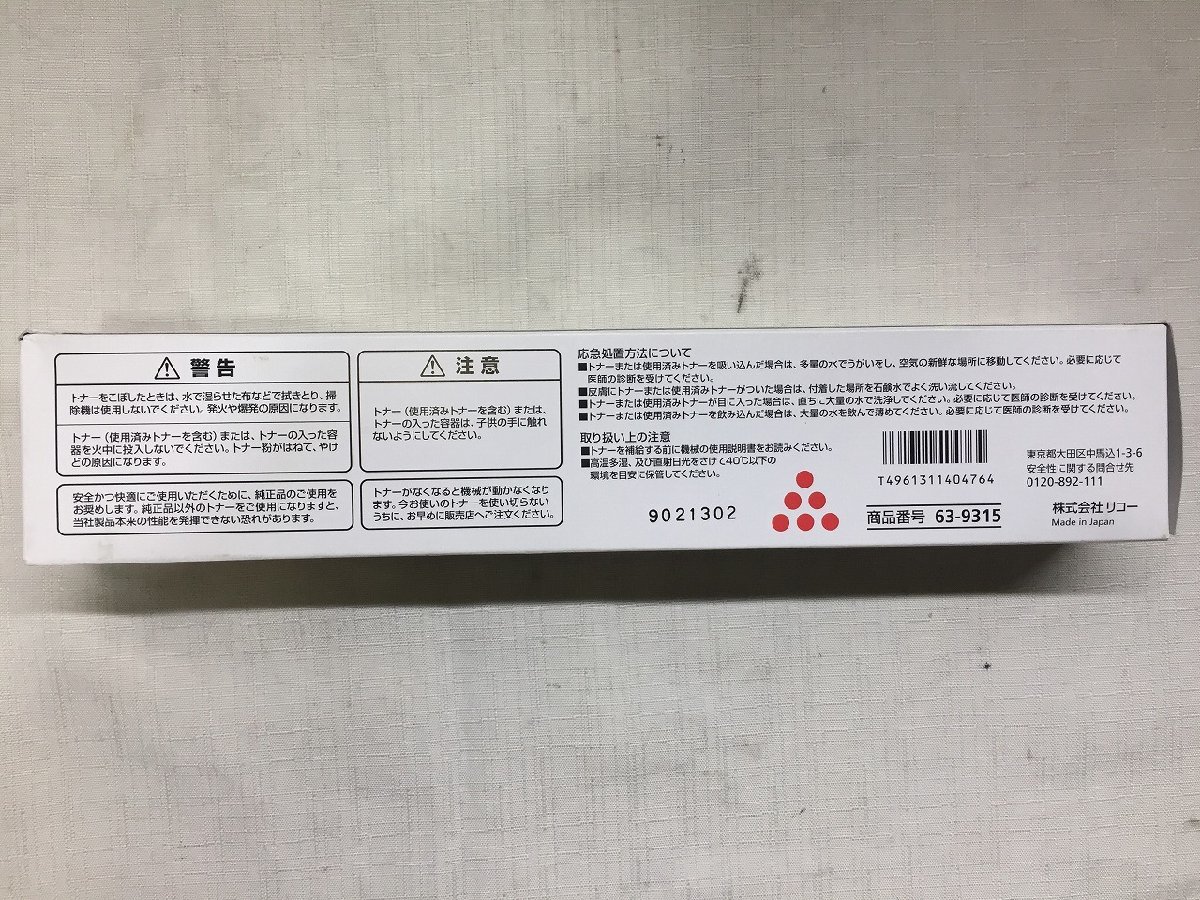 警告
トナーをこぼしたときは、水で湿らせた布などで拭きとり、掃
除機は使用しないでください。発火や爆発の原因になります。
トナー(使用済みトナーを含む)または、トナーの入った容
器を火中に投入しないでください。トナー粉がはねて、やけ
どの原因になります。
安全かつ快適にご使用いただくために、純正品のご使用を
お奨めします。純正品以外のトナーをご使用になりますと、
当社製品本来の性能を発揮できない恐れがあります。
注意
トナー(使用済みトナーを含む)または、
トナーの入った容器は、子供の手に触れ
ないようにしてください。
トナーがなくなると機械が動かなくなり
ます。今お使いのトナーを使い切らない
うちに、お早めに販売店へご注文ください。
応急処置方法について
■トナーまたは使用済みトナーを吸い込んだ場合は、多量の水でうがいをし、空気の新鮮な場所に移動してください。必要に応じて
医師の診断を受けてください。
■皮膚にトナーまたは使用済みトナーがついた場合は、付着した場所を石鹸水でよく洗い流してください。
■トナーまたは使用済みトナーが目に入った場合は、直ちに大量の水で洗浄してください。必要に応じて医師の診断を受けてください。
■トナーまたは使用済みトナーを飲み込んだ場合は、大量の水を飲んで薄めてください。必要に応じて医師の診断を受けてください。
取り扱い上の注意
■トナーを補給する前に機械の使用説明書をお読みください。
■高温多湿、及び直射日光をさけて40℃以下の
環境を目安に保管してください。
9021302
T4961311404764
商品番号 63-9315
東京都大田区中馬込1-3-6
安全性に関する問合せ先
0120-892-111
株式会社リコー
Made in Japan